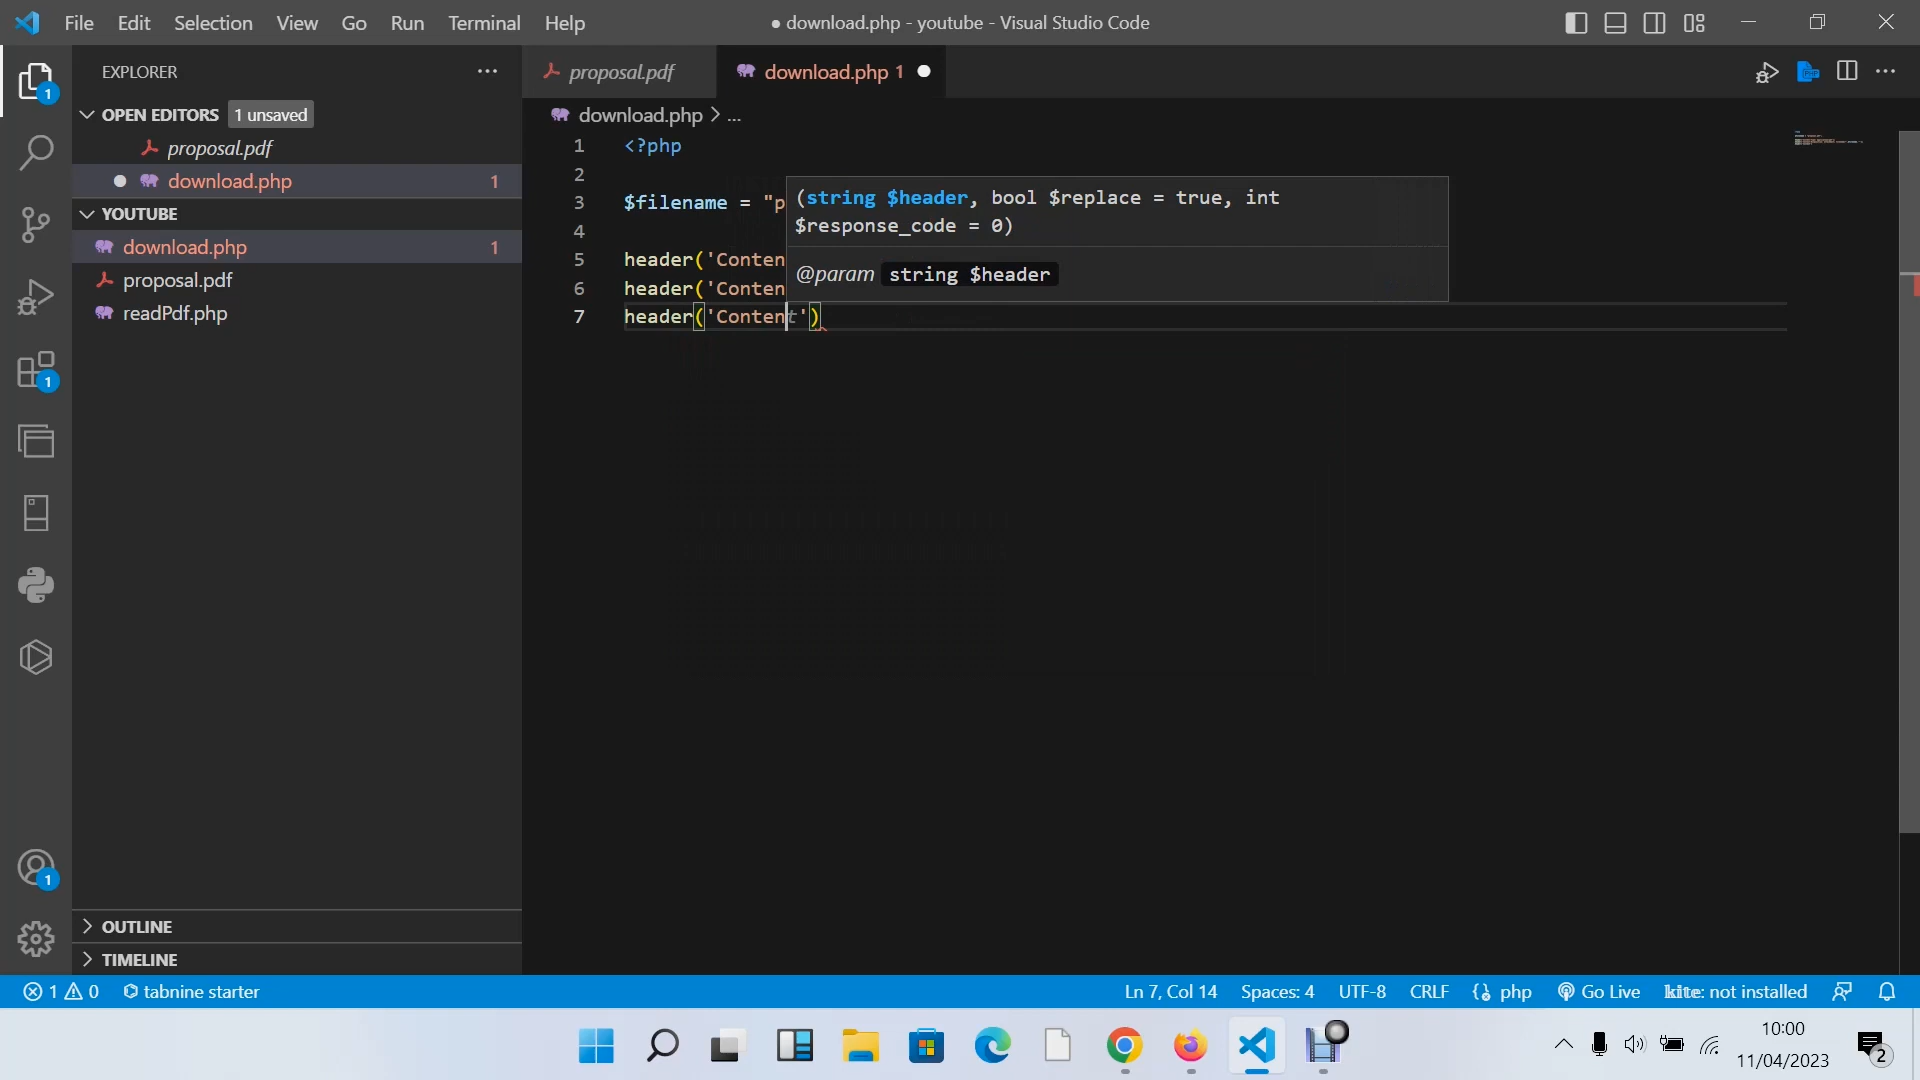 File Edit Selection View Go Run Terminal Help
● download.php - youtube - Visual Studio Code
EXPLORER
OPEN EDITORS 1 unsaved
proposal.pdf
download.php 1
YOUTUBE
download.php 1
proposal.pdf
readPdf.php
OUTLINE
TIMELINE
1
1
1
proposal.pdf download.php 1
download.php > ...
1 <?php
2
3 $filename = "p
4
5 header('Conten
6 header('Conten
7 header('Content')
(string $header, bool $replace = true, int
$response_code = 0)
@param string $header
1 0 tabnine starter
Ln 7, Col 14 Spaces: 4 UTF-8 CRLF php Go Live kite: not installed
10:00
11/04/2023
2